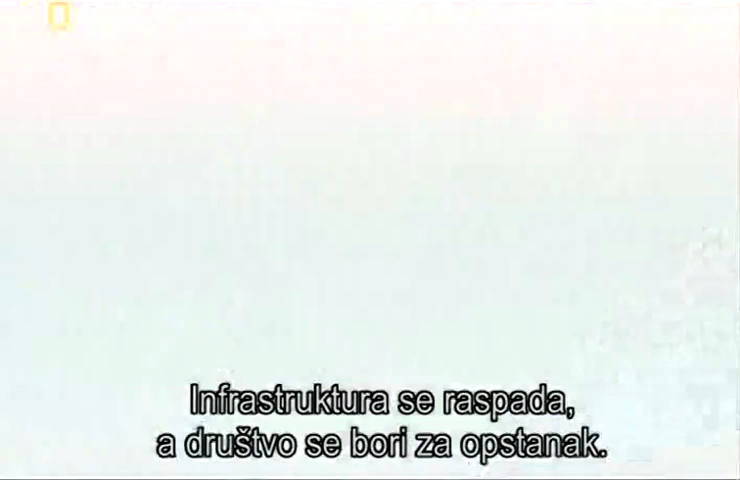 Infrastruktura se raspada,
a društvo se bori za opstanak.